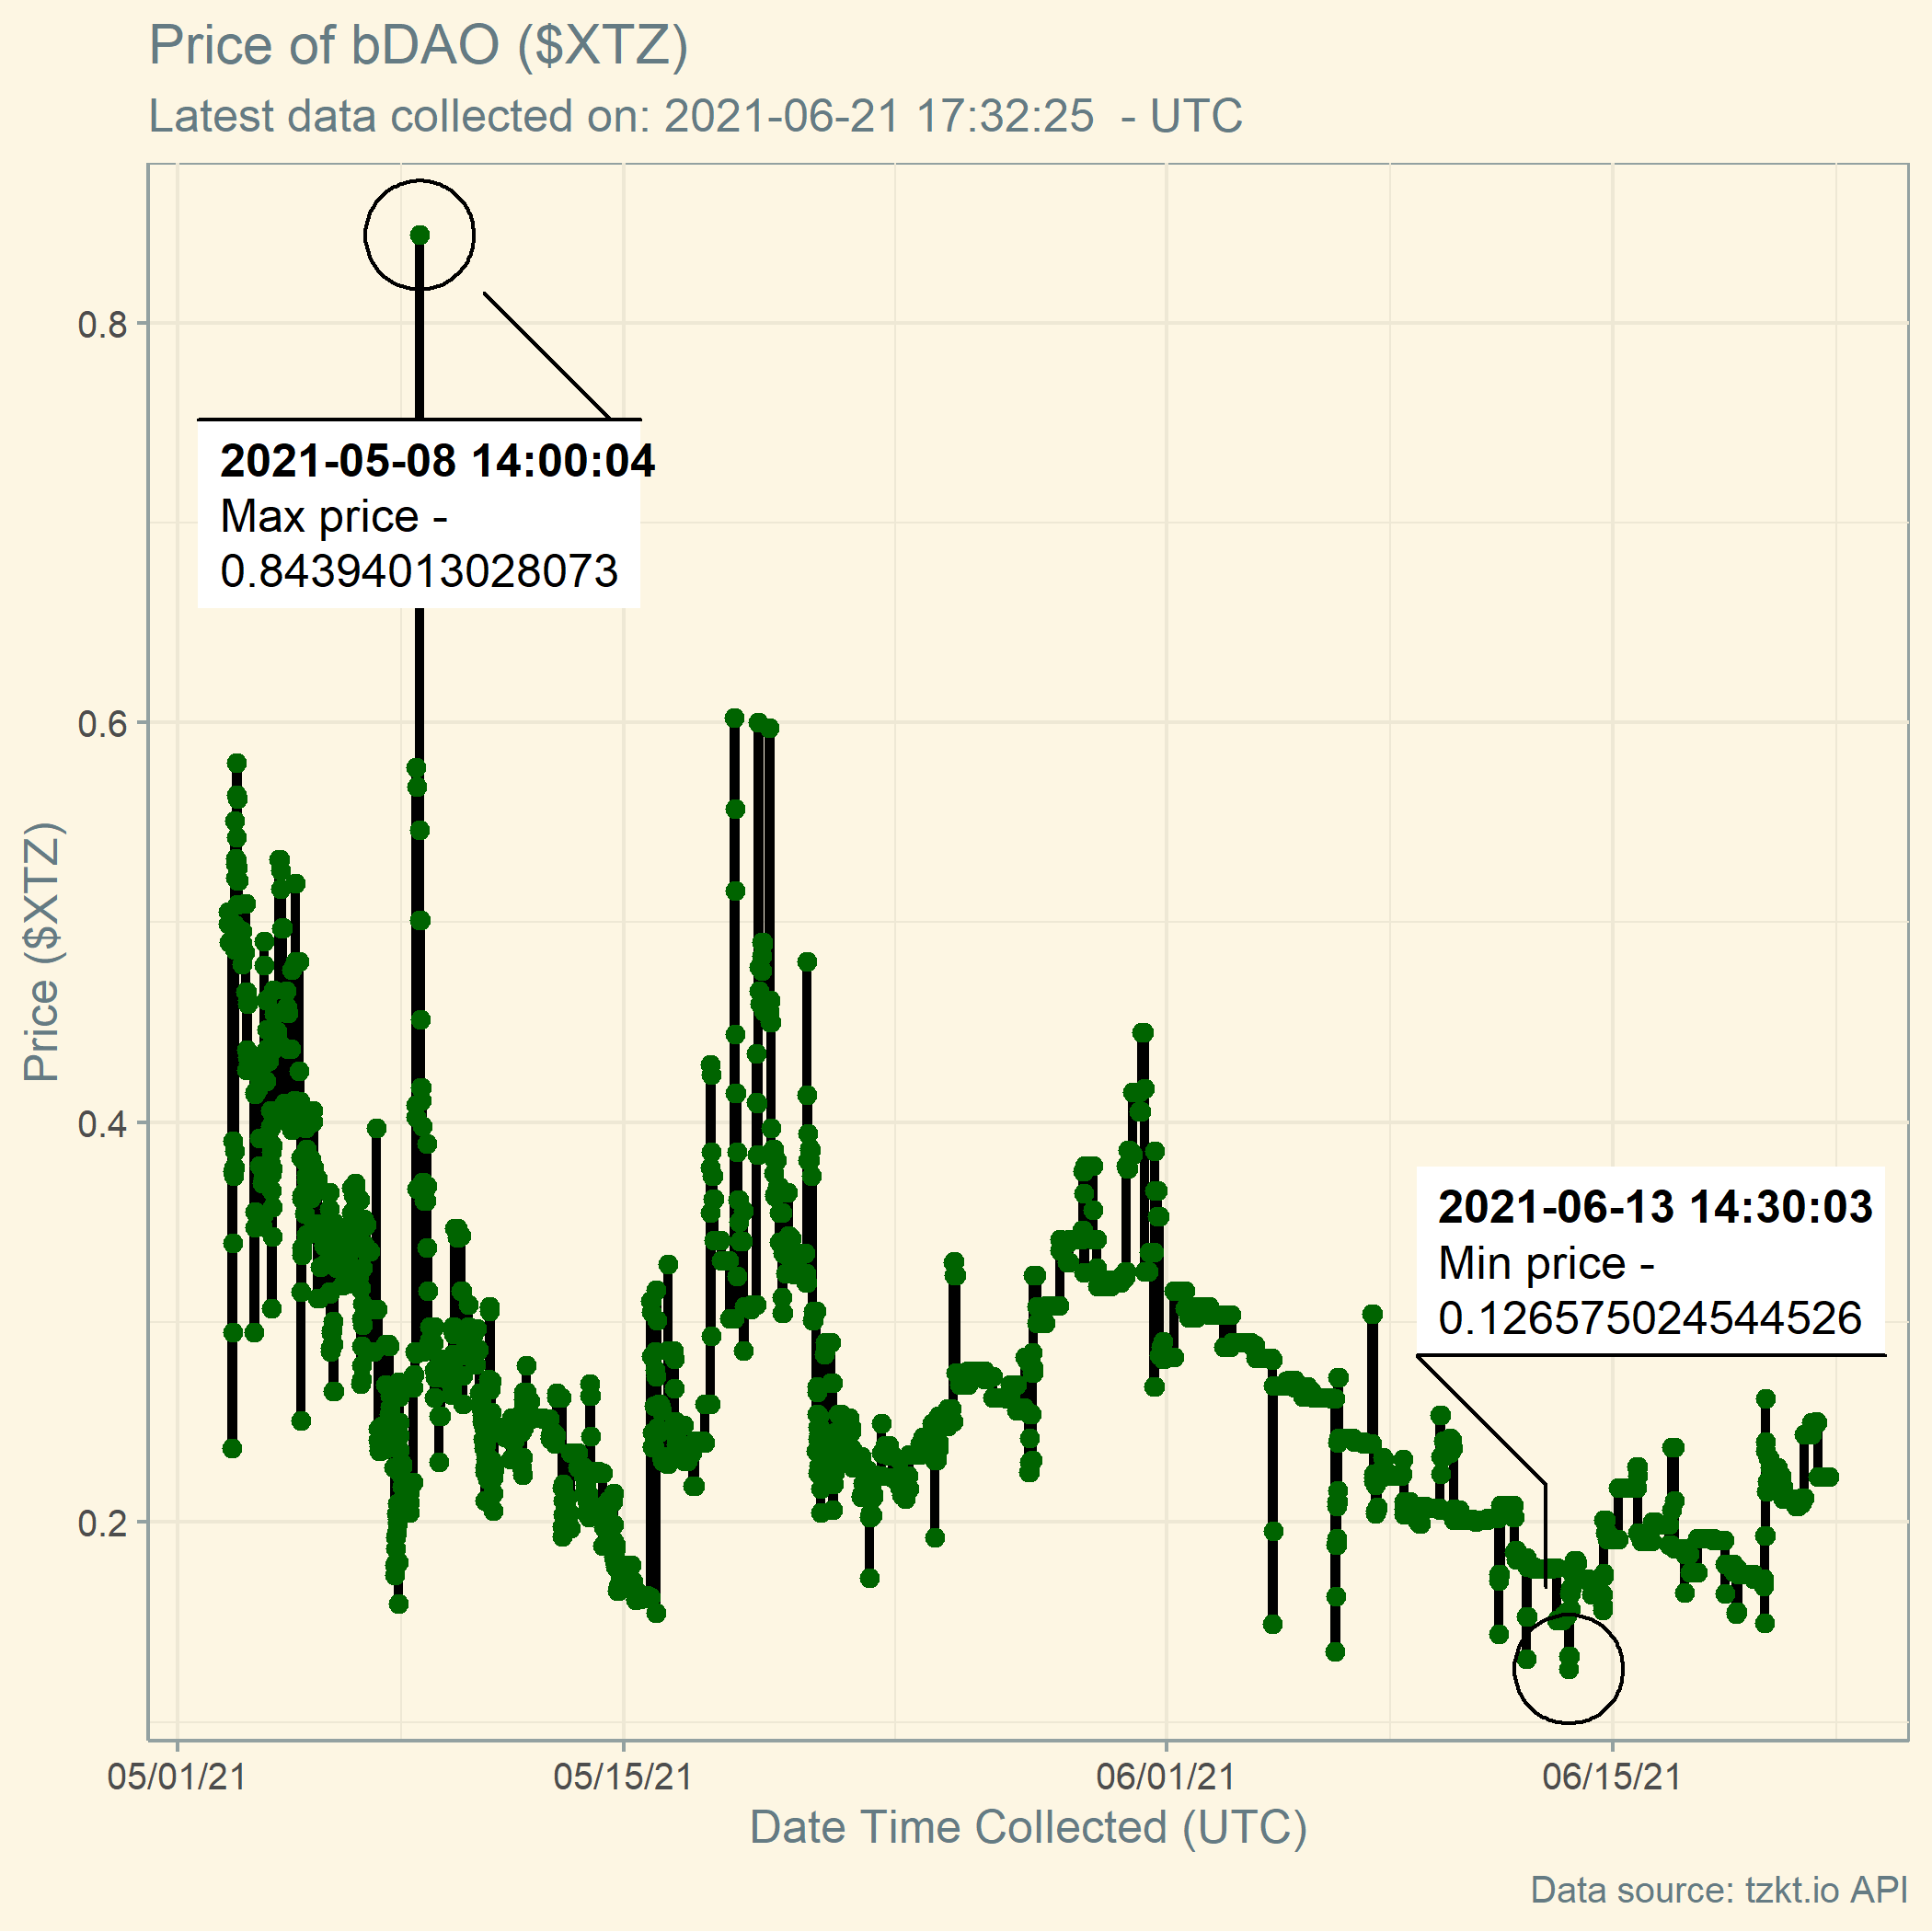 Price of bDAO ($XTZ)
Latest data collected on: 2021-06-21 17:32:25  - UTC
2021-05-08 14:00:04
Max price -
0.84394013028073
2021-06-13 14:30:03
Min price -
0.126575024544526
Price ($XTZ)
0.8
0.6
0.4
0.2
05/01/21
05/15/21
06/01/21
06/15/21
Date Time Collected (UTC)
Data source: tzkt.io API